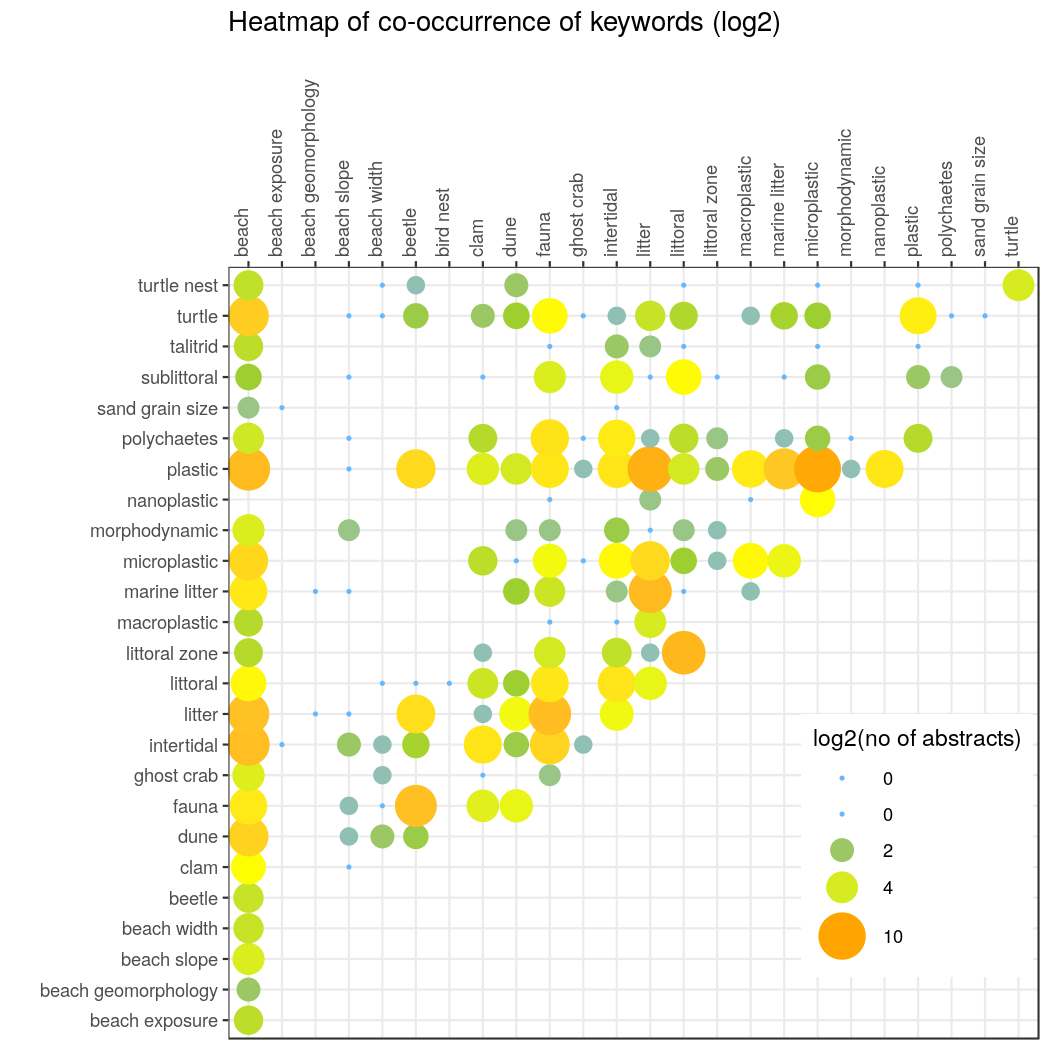 Heatmap of co-occurrence of keywords (log2)
beach
beach exposure
beach geomorphology
beach slope
beach width
beetle
bird nest
clam
dune
fauna
ghost crab
intertidal
litter
littoral
littoral zone
macroplastic
marine litter
microplastic
morphodynamic
nanoplastic
plastic
polychaetes
sand grain size
turtle
turtle nest
turtle
talitrid
sublittoral
sand grain size
polychaetes
plastic
nanoplastic
morphodynamic
microplastic
marine litter
macroplastic
littoral zone
littoral
litter
intertidal
ghost crab
fauna
dune
clam
beetle
beach width
beach slope
beach geomorphology
beach exposure
log2(no of abstracts)
0
0
2
4
10